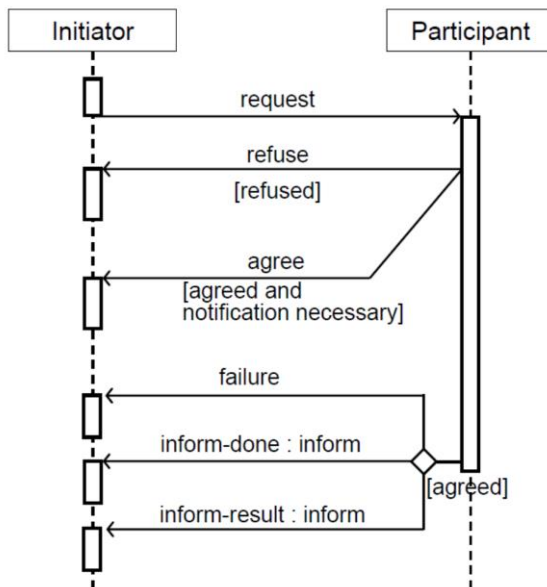 Initiator
Participant
request
refuse
[refused]
agree
[agreed and
notification necessary]
failure
inform-done : inform
[agreed]
inform-result : inform